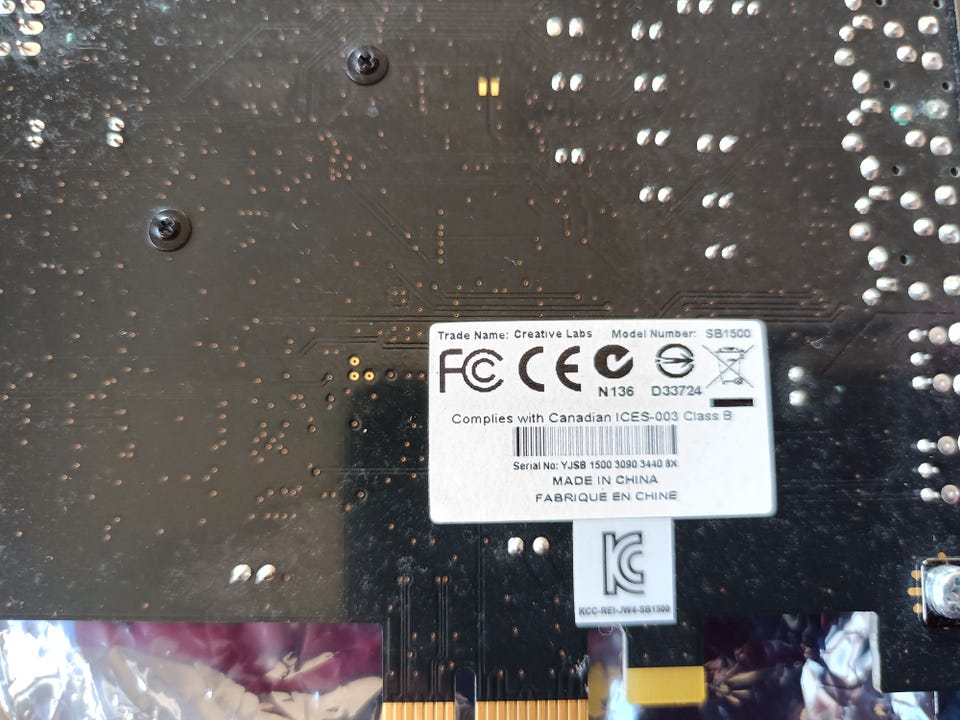 Trade Name: Creative Labs Model Number: SB1500
FC CE
N136 D33724
Complies with Canadian ICES-003 Class B
Serial No: YJSB 1500 3090 3440 8X
MADE IN CHINA
FABRIQUÉ EN CHINE
KC
KCC-REI-JW4-SB1500